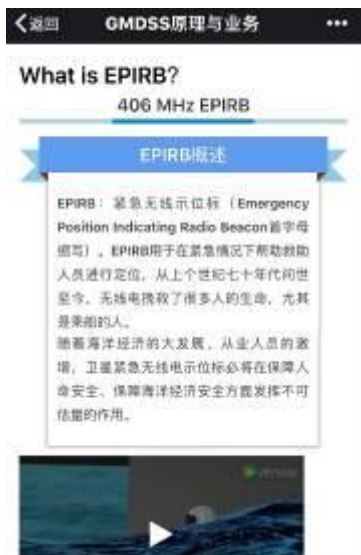 返回
GMDSS原理与业务
What is EPIRB?
406 MHz EPIRB
EPIRB概述
EPIRB：紧急无线示位标（Emergency
Position Indicating Radio Beacon首字母
缩写）。EPIRB用于在紧急情况下帮助救助
人员进行定位，从上个世纪七十年代问世
至今，无线电挽救了很多人的生命，尤其
是乘船的人。
随着海洋经济的大发展、从业人员的激
增，卫星紧急无线电示位标必将在保障人
命安全、保障海洋经济安全方面发挥不可
估量的作用。